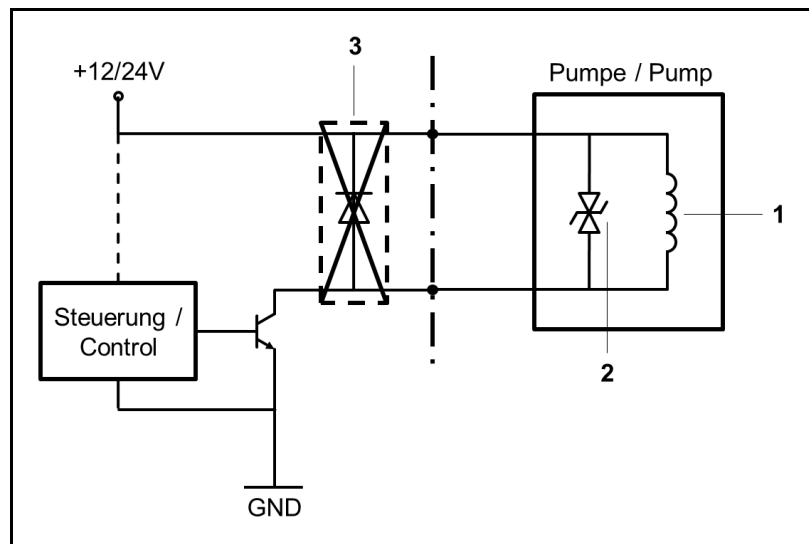 3
+12/24V
Pumpe / Pump
1
Steuerung /
Control
2
GND